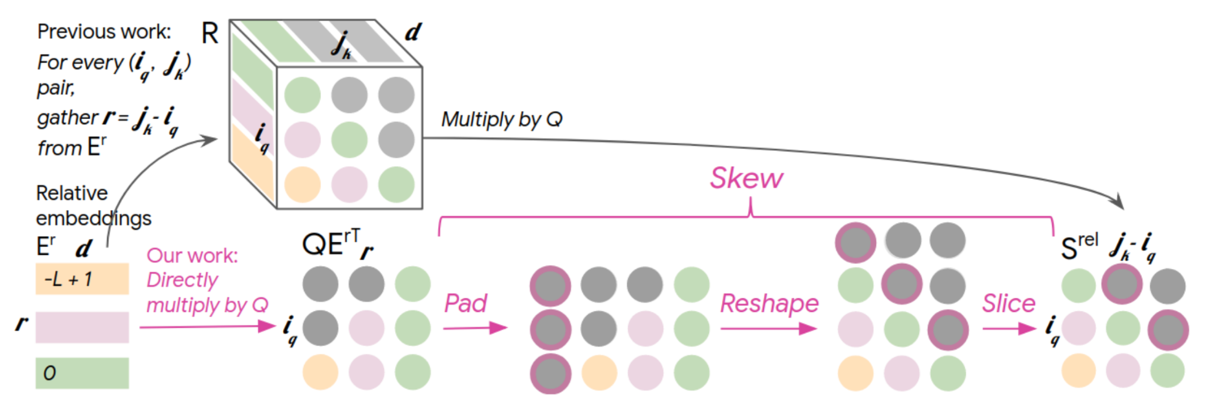 Previous work:
For every (i_q, j_k)
pair,
gather r = j_k - i_q
from E^r
R
j_k
d
i_q
Multiply by Q
Skew
Relative
embeddings
E^r d
-L + 1
r
0
Our work:
Directly
multiply by Q
QE^rT r
i_q
Pad
Reshape
Slice
S^rel j_k - i_q
i_q